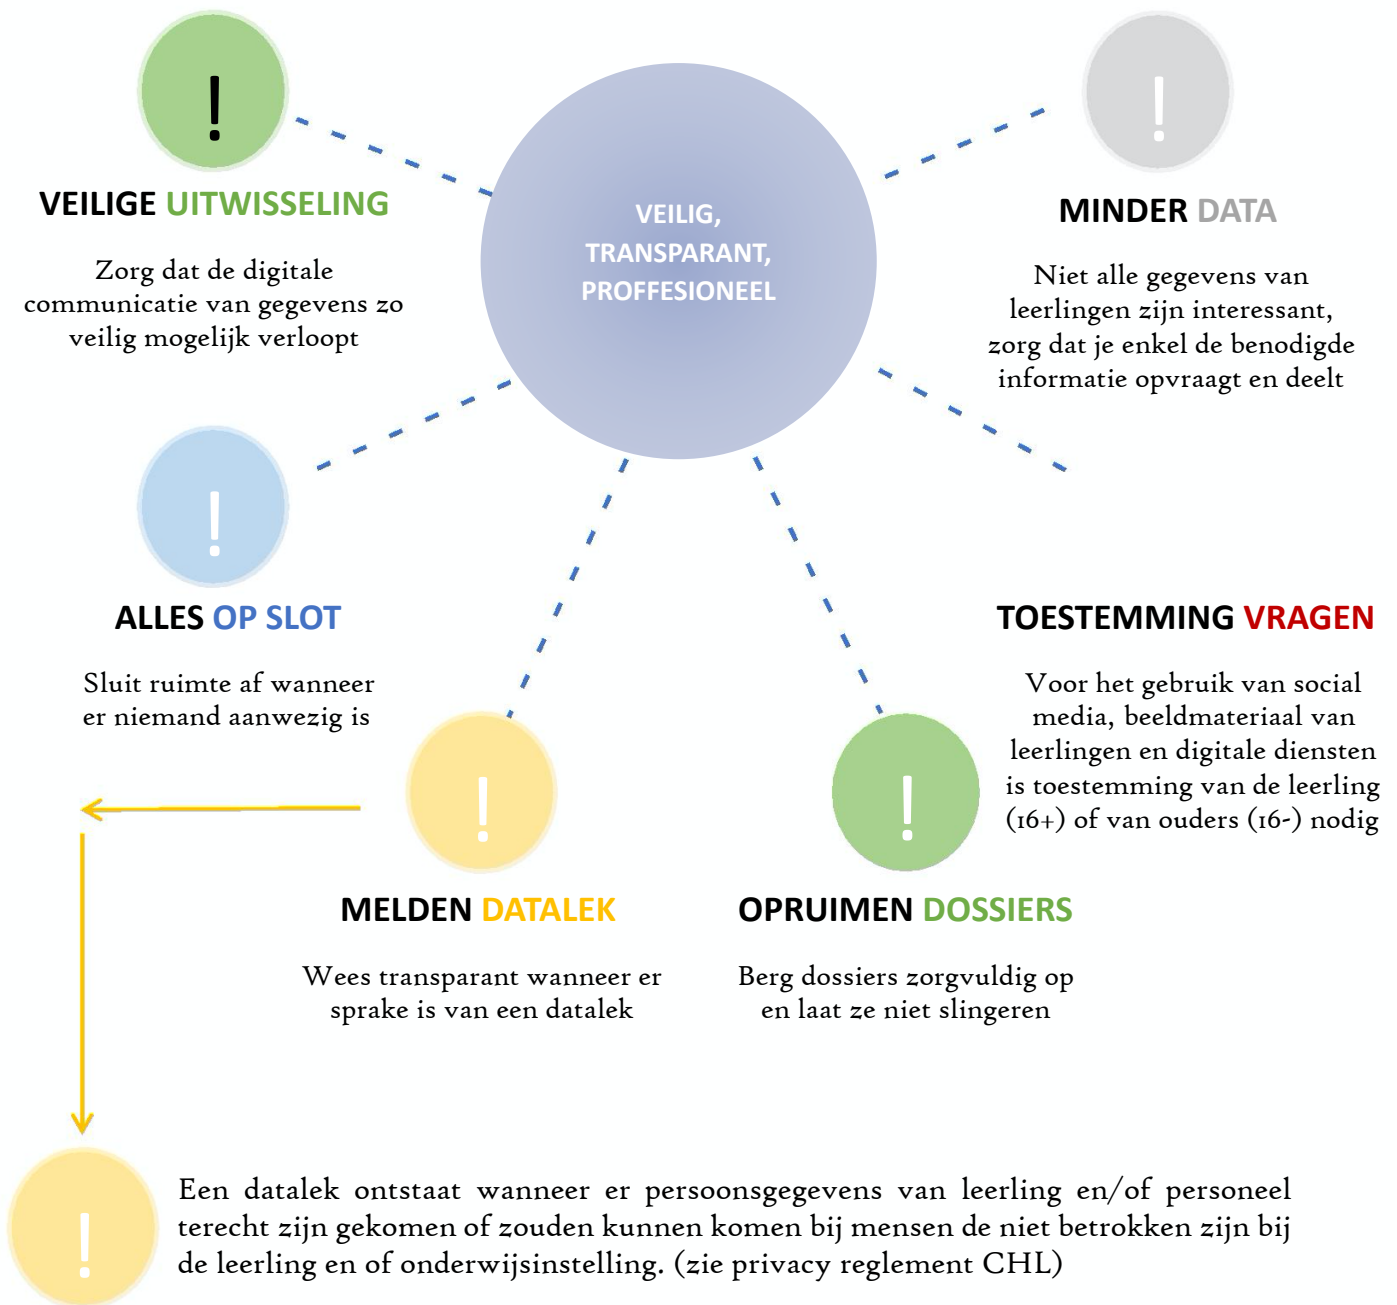 !
VEILIGE UITWISSELING
Zorg dat de digitale
communicatie van gegevens zo
veilig mogelijk verloopt
VEILIG,
TRANSPARANT,
PROFFESIONEEL
!
MINDER DATA
Niet alle gegevens van
leerlingen zijn interessant,
zorg dat je enkel de benodigde
informatie opvraagt en deelt
!
ALLES OP SLOT
Sluit ruimte af wanneer
er niemand aanwezig is
TOESTEMMING VRAGEN
Voor het gebruik van social
media, beeldmateriaal van
leerlingen en digitale diensten
is toestemming van de leerling
(16+) of van ouders (16-) nodig
!
MELDEN DATALEK
Wees transparant wanneer er
sprake is van een datalek
!
OPRUIMEN DOSSIERS
Berg dossiers zorgvuldig op
en laat ze niet slingeren
!
Een datalek ontstaat wanneer er persoonsgegevens van leerling en/of personeel
terecht zijn gekomen of zouden kunnen komen bij mensen de niet betrokken zijn bij
de leerling en of onderwijsinstelling. (zie privacy reglement CHL)